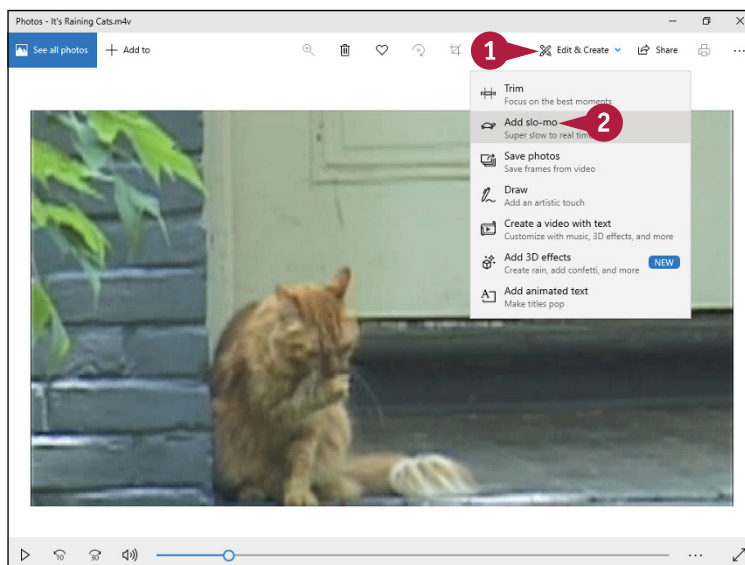 Photos - It's Raining Cats.m4v
See all photos
Add to
1
Edit & Create
Share
Trim
Focus on the best moments
Add slo-mo
2
Super slow to real time
Save photos
Save frames from video
Draw
Add an artistic touch
Create a video with text
Customize with music, 3D effects, and more
Add 3D effects
Create rain, add confetti, and more
NEW
Add animated text
Make titles pop
10
30